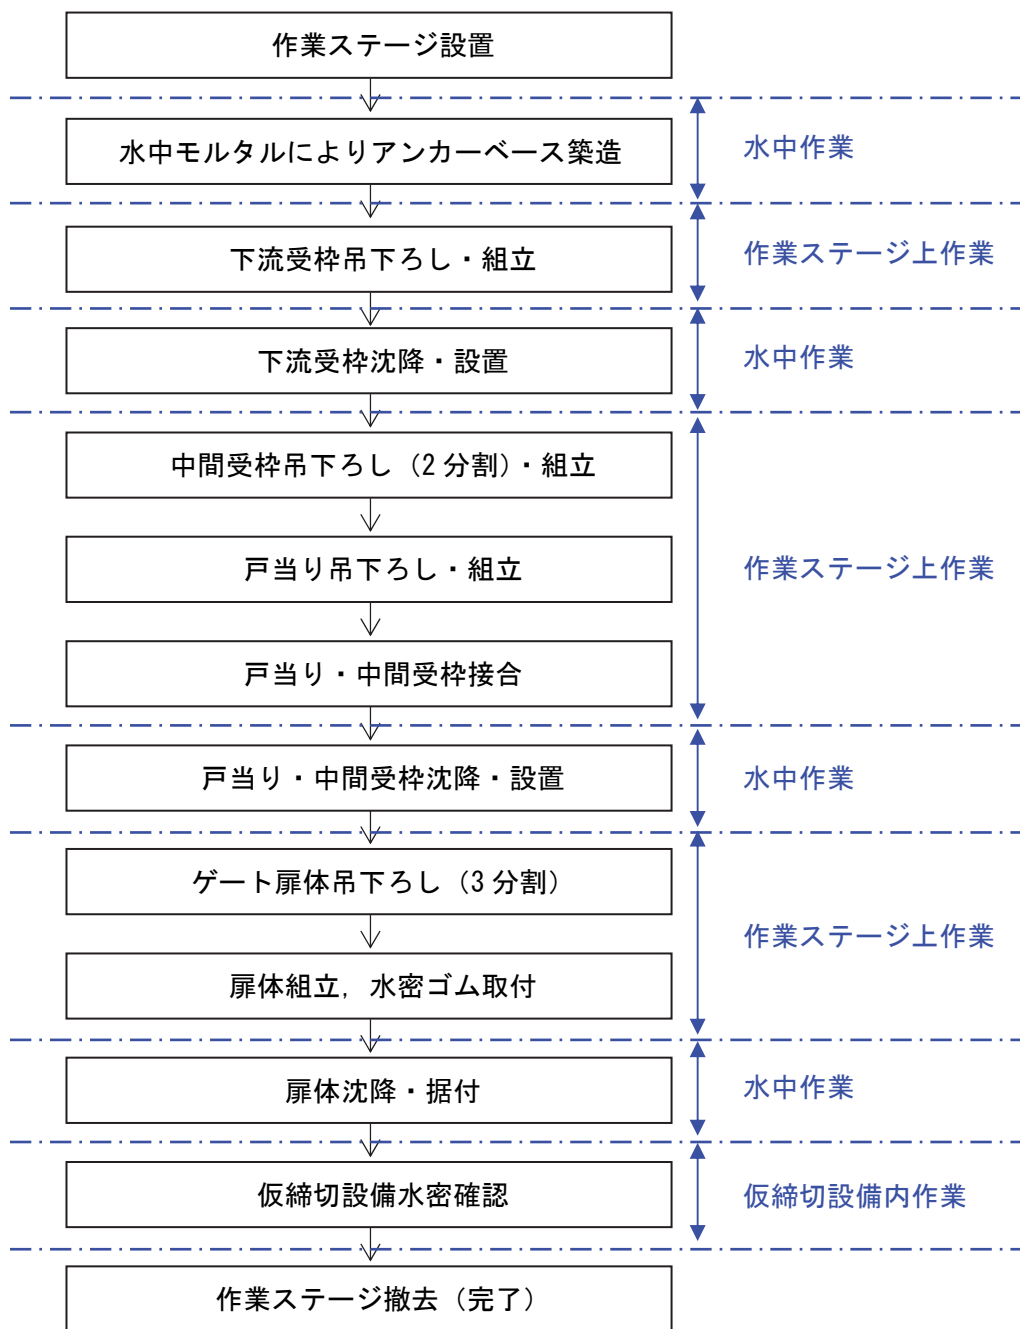 作業ステージ設置
水中モルタルによりアンカーベース築造
水中作業
下流受枠吊下ろし・組立
作業ステージ上作業
下流受枠沈降・設置
水中作業
中間受枠吊下ろし（2分割）・組立
戸当り吊下ろし・組立
作業ステージ上作業
戸当り・中間受枠接合
戸当り・中間受枠沈降・設置
水中作業
ゲート扉体吊下ろし（3分割）
作業ステージ上作業
扉体組立，水密ゴム取付
扉体沈降・据付
水中作業
仮締切設備水密確認
仮締切設備内作業
作業ステージ撤去（完了）